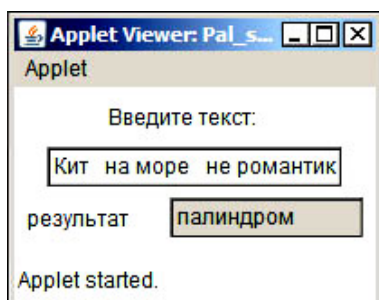 Applet Viewer: Pal_s...
Applet
Введите текст:
Кит на море не романтик
результат
палиндром
Applet started.